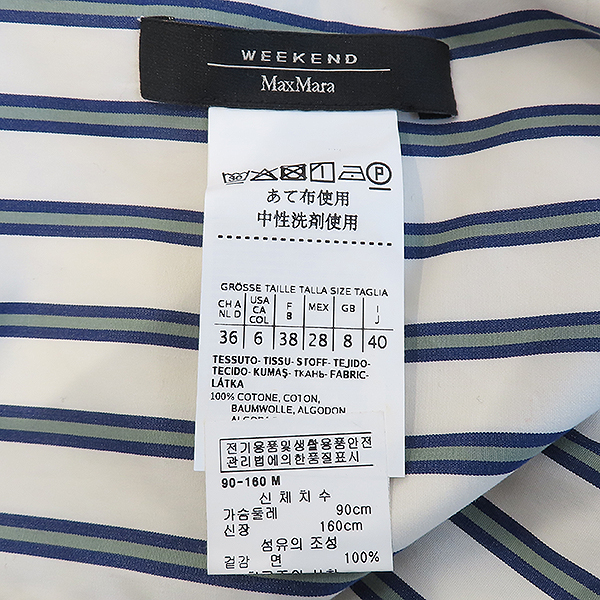 WEEKEND
MaxMara
30 1 P
あて布使用
中性洗剤使用
GRÖSSE TAILLE TALLA SIZE TAGLIA
CH A NL D USA CA COL F B MEX GB I J
36 6 38 28 8 40
TESSUTO- TISSU- STOFF- TEJIDO-
TECIDO- KUMAŞ- ТКАНЬ- FABRIC-
LÁTKA
100% COTONE, COTON,
BAUMWOLLE, ALGODON
전기용품및생활용품안전
관리법에의한품질표시
90-160 M
신체치수
가슴둘레 90cm
신장 160cm
섬유의 조성
겉감 면 100%